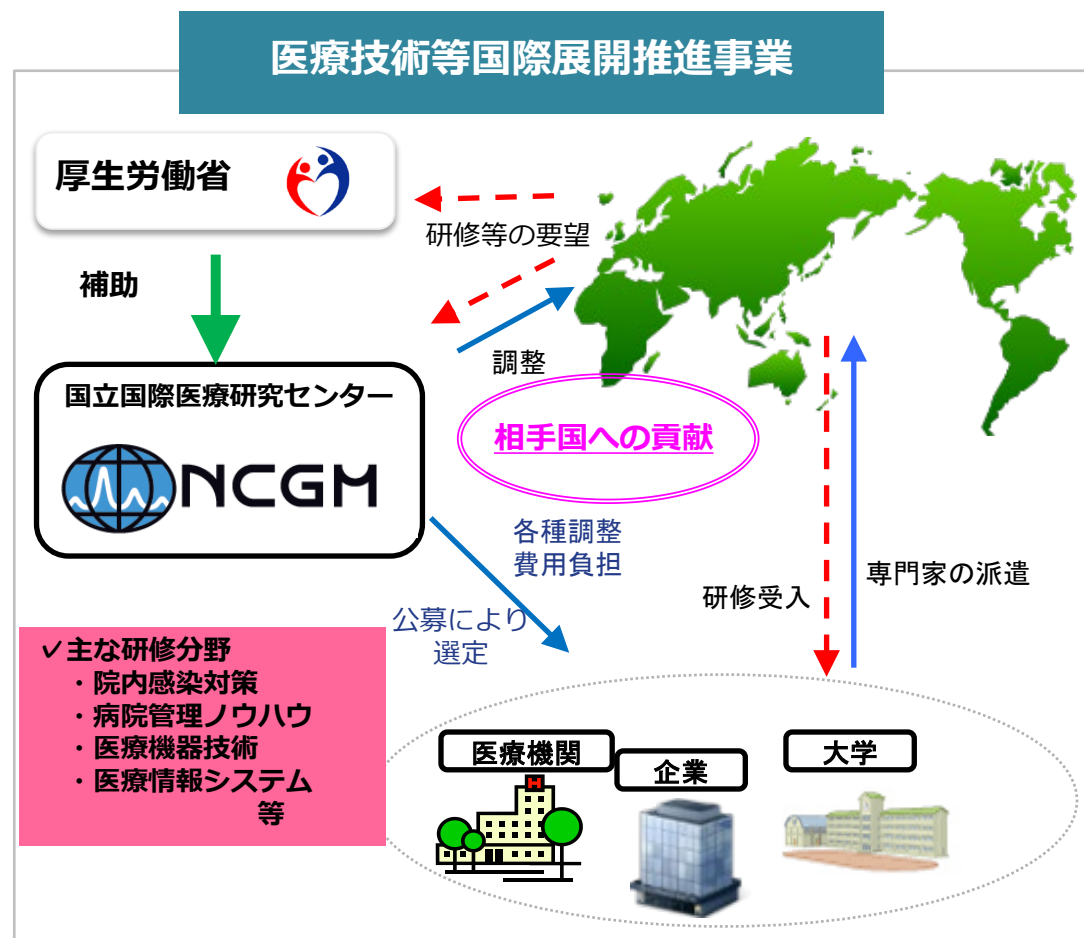 医療技術等国際展開推進事業
厚生労働省
研修等の要望
補助
調整
国立国際医療研究センター
NCGM
相手国への貢献
各種調整
費用負担
公募により
選定
研修受入
専門家の派遣
✓主な研修分野
・院内感染対策
・病院管理ノウハウ
・医療機器技術
・医療情報システム
等
医療機関
企業
大学
H